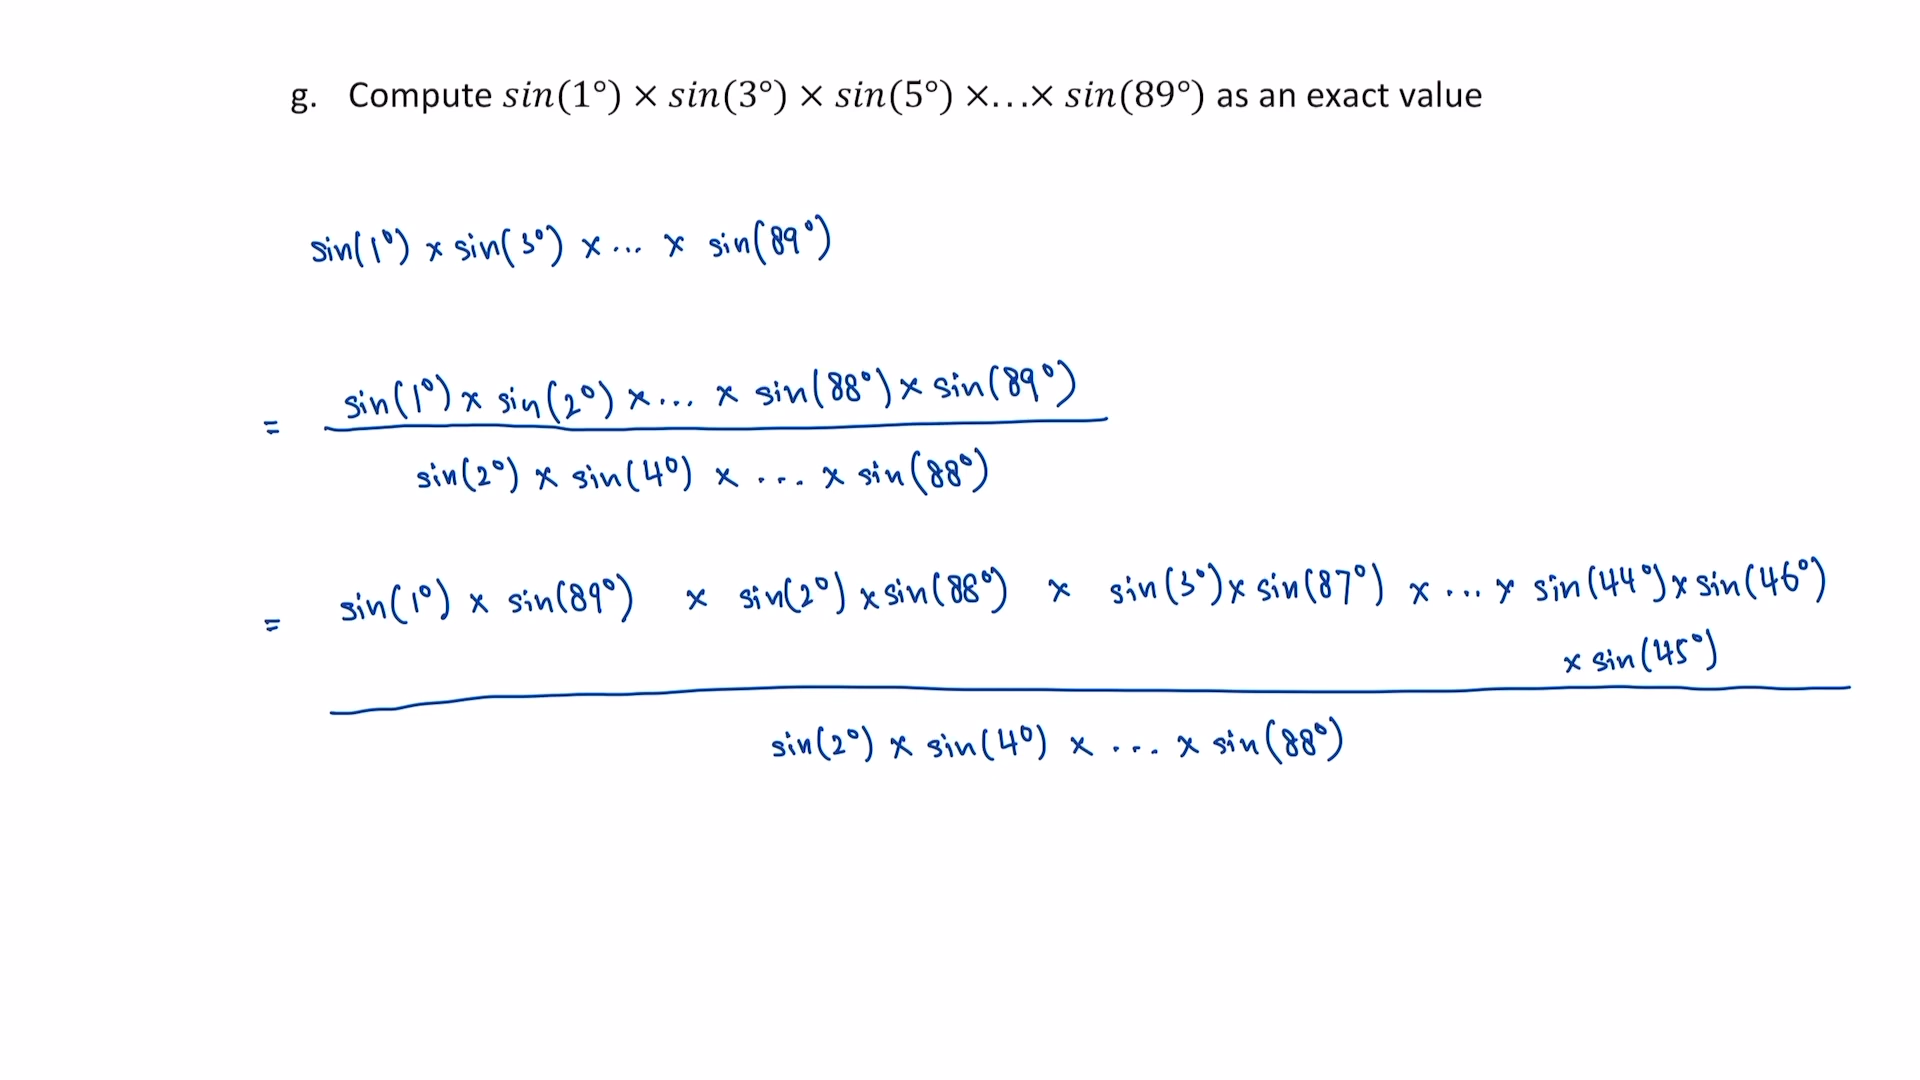 g. Compute sin(1°) × sin(3°) × sin(5°) ×...× sin(89°) as an exact value
sin(1°) × sin(3°) × ... × sin(89°)
= sin(1°) × sin(2°) × ... × sin(88°) × sin(89°)
sin(2°) × sin(4°) × .... × sin(88°)
= sin(1°) × sin(89°) × sin(2°) × sin(88°) × sin(3°) × sin(87°) × ... × sin(44°) × sin(46°)
× sin(45°)
sin(2°) × sin(4°) × .... × sin(88°)